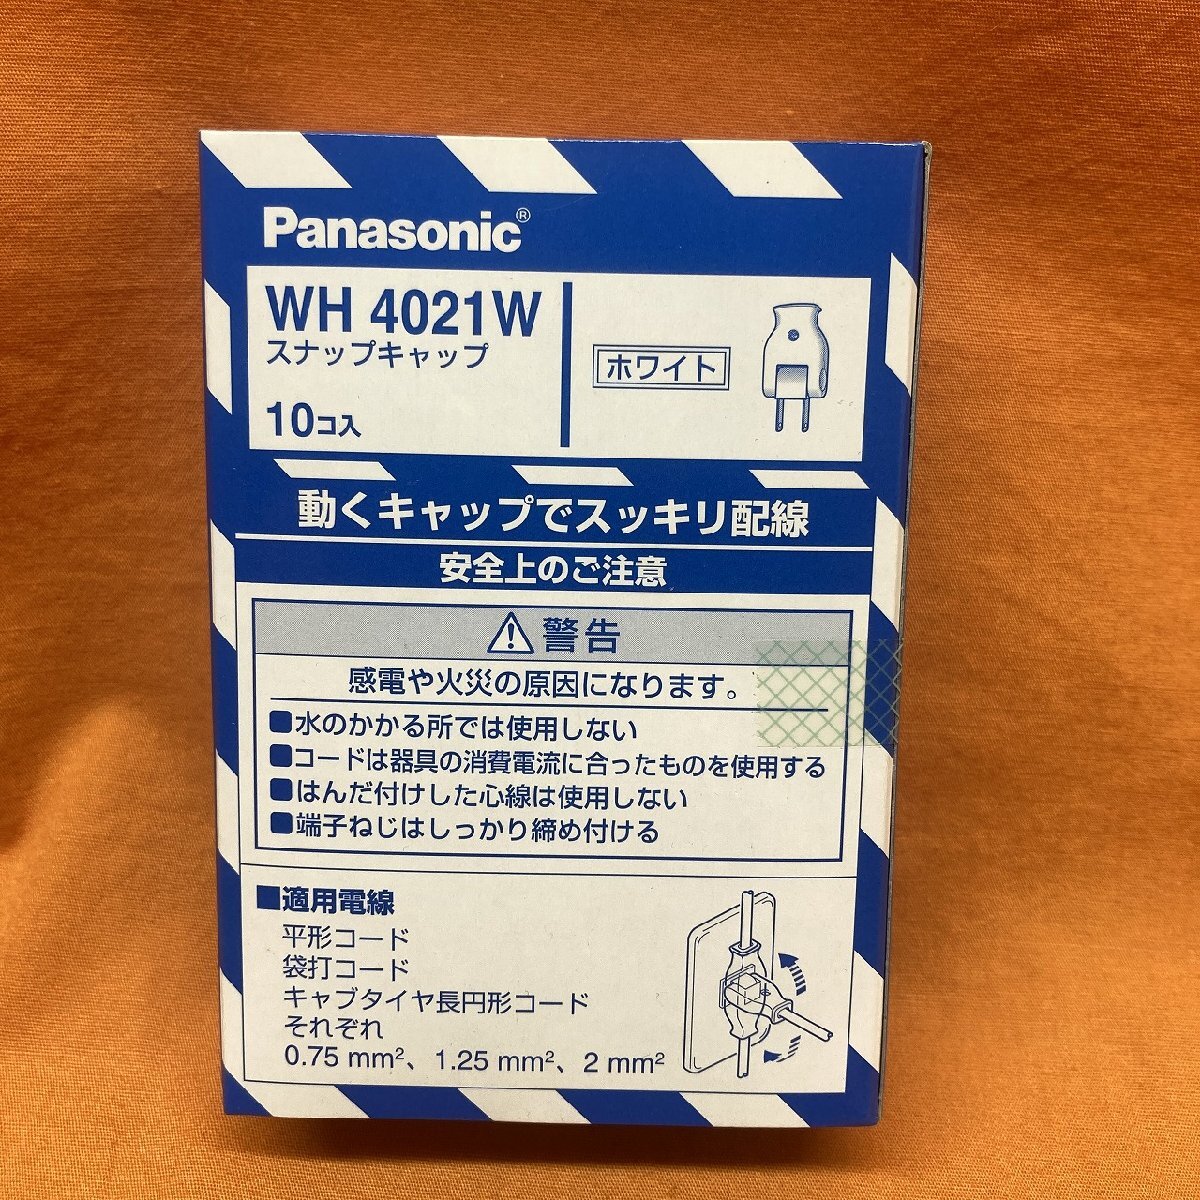 Panasonic®
WH 4021W
スナップキャップ
10コ入
ホワイト
動くキャップでスッキリ配線
安全上のご注意
⚠警告
感電や火災の原因になります。
■水のかかる所では使用しない
■コードは器具の消費電流に合ったものを使用する
■はんだ付けした心線は使用しない
■端子ねじはしっかり締め付ける
■適用電線
平形コード
袋打コード
キャブタイヤ長円形コード
それぞれ
0.75 mm²、1.25 mm²、2 mm²